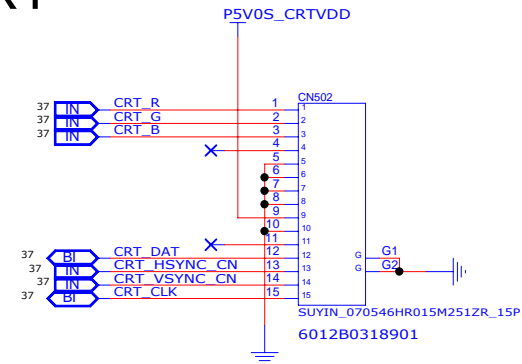 P5V0S_CRTVDD
CN502
37 IN CRT_R 1 1
37 IN CRT_G 2 2
37 IN CRT_B 3 3
4 4
5 5
6 6
7 7
8 8
9 9
10 10
11 11
37 BI CRT_DAT 12 12 G G1
37 IN CRT_HSYNC_CN 13 13 G G2
37 IN CRT_VSYNC_CN 14 14
37 BI CRT_CLK 15 15
SUYIN_070546HR015M251ZR_15P
6012B0318901